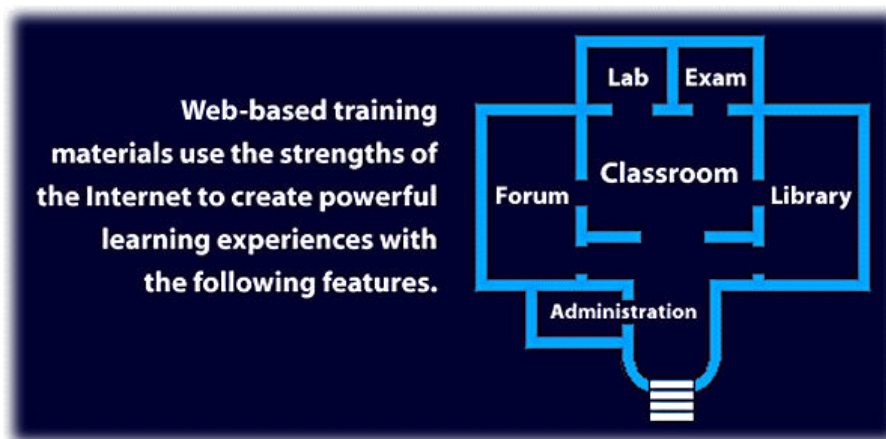 Web-based training
materials use the strengths of
the Internet to create powerful
learning experiences with
the following features.
Lab
Exam
Classroom
Forum
Library
Administration